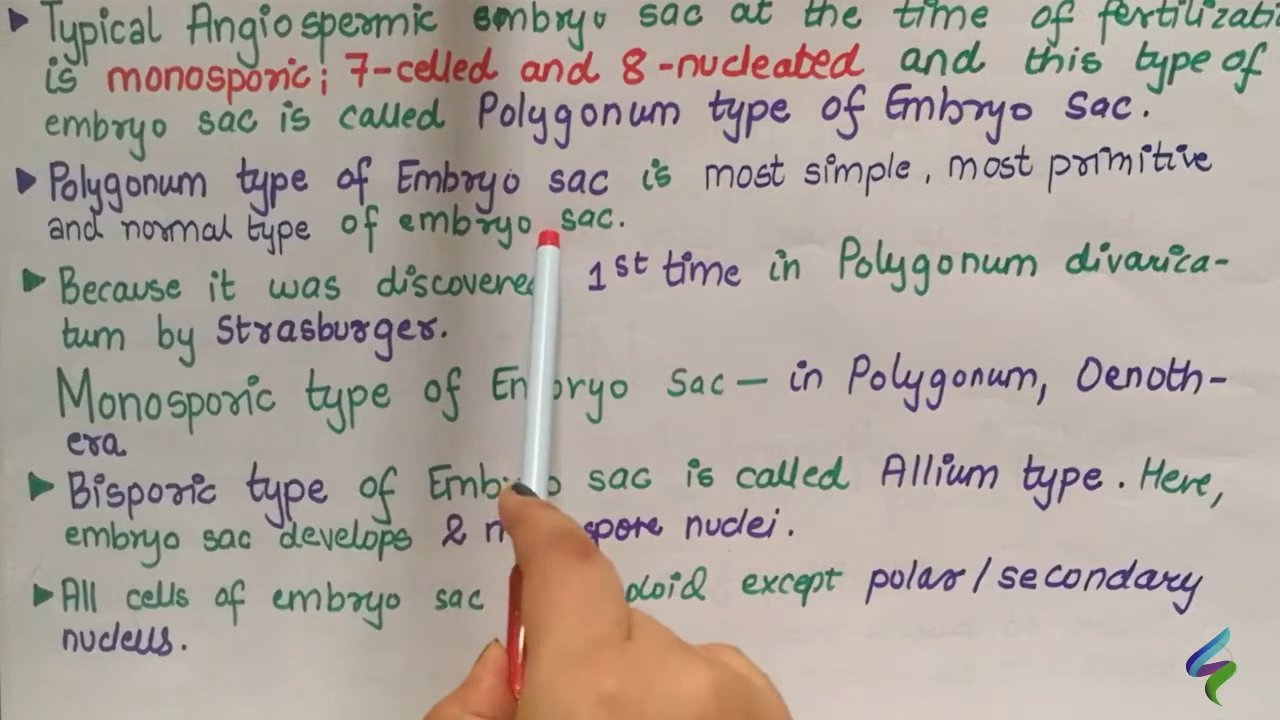 Typical Angiospermic embryo sac at the time of fertilizati
is monosporic; 7-celled and 8-nucleated and this type of
embryo sac is called Polygonum type of Embryo sac.
Polygonum type of Embryo sac is most simple, most primitive
and normal type of embryo sac.
Because it was discovered 1st time in Polygonum divarica-
tum by Strasburger.
Monosporic type of Embryo sac — in Polygonum, Oenoth-
era.
Bisporic type of Embryo sac is called Allium type. Here,
embryo sac develops 2 nuclei.
All cells of embryo sac except polar/secondary
nucleus.